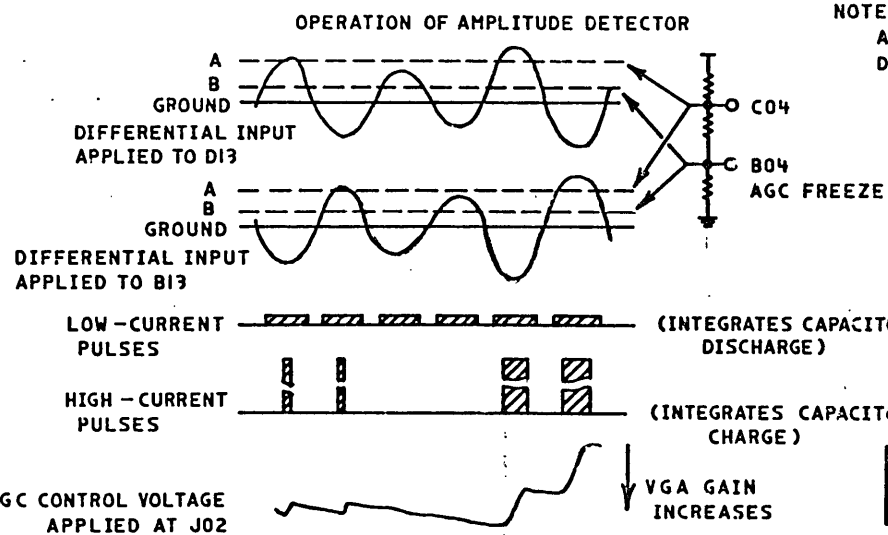 OPERATION OF AMPLITUDE DETECTOR
NOTE
A
D
A
B
GROUND
DIFFERENTIAL INPUT
APPLIED TO D13
C04
B04
AGC FREEZE
A
B
GROUND
DIFFERENTIAL INPUT
APPLIED TO B13
LOW-CURRENT
PULSES
(INTEGRATES CAPACITO
DISCHARGE)
HIGH-CURRENT
PULSES
(INTEGRATES CAPACITO
CHARGE)
GC CONTROL VOLTAGE
APPLIED AT J02
VGA GAIN
INCREASES